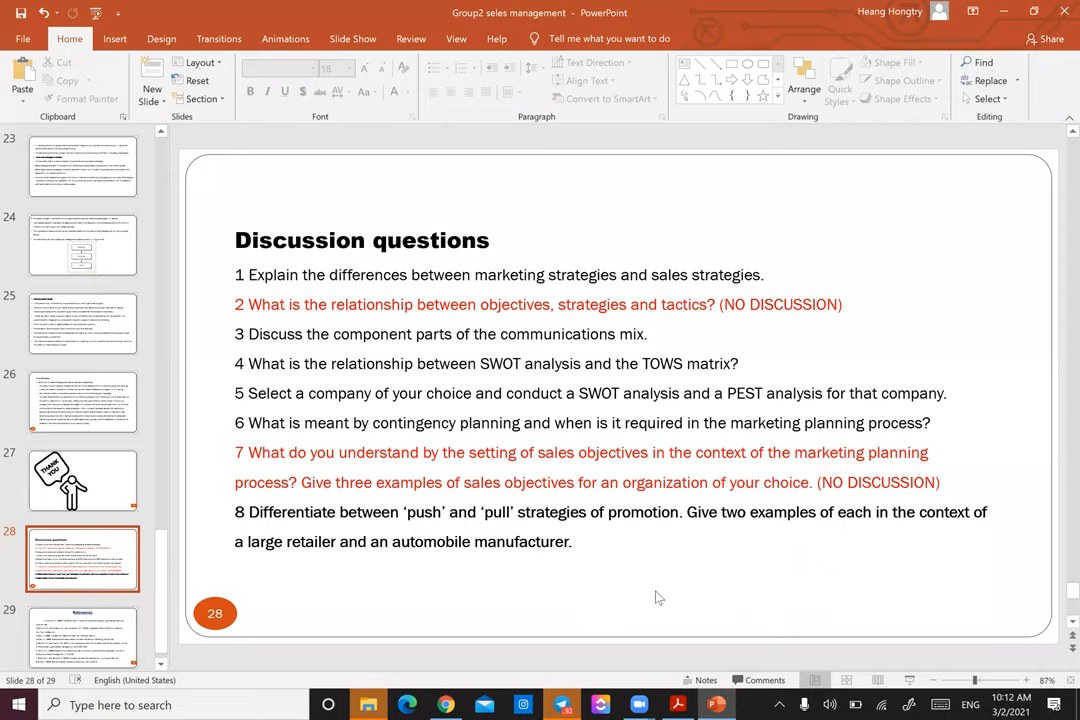 Group2 seles management - PowerPoint
Heang Hongtry
File Home Insert Design Transitions Animations Slide Show Review View Help Tell me what you want to do
Share
Paste
Cut
Copy
Format Painter
Clipboard
New Slide
Layout
Reset
Section
Slides
18
B I U S abc AV Aa A
Font
Text Direction
Align Text
Convert to SmartArt
Paragraph
Arrange
Quick Styles
Shape Fill
Shape Outline
Shape Effects
Drawing
Find
Replace
Select
Editing
23
24
25
26
27
THANK YOU
28
29
Discussion questions
1 Explain the differences between marketing strategies and sales strategies.
2 What is the relationship between objectives, strategies and tactics? (NO DISCUSSION)
3 Discuss the component parts of the communications mix.
4 What is the relationship between SWOT analysis and the TOWS matrix?
5 Select a company of your choice and conduct a SWOT analysis and a PEST analysis for that company.
6 What is meant by contingency planning and when is it required in the marketing planning process?
7 What do you understand by the setting of sales objectives in the context of the marketing planning
process? Give three examples of sales objectives for an organization of your choice. (NO DISCUSSION)
8 Differentiate between ‘push’ and ‘pull’ strategies of promotion. Give two examples of each in the context of
a large retailer and an automobile manufacturer.
28
Slide 28 of 29 English (United States)
Notes Comments 87%
Type here to search
92
ENG
10:12 AM
3/2/2021